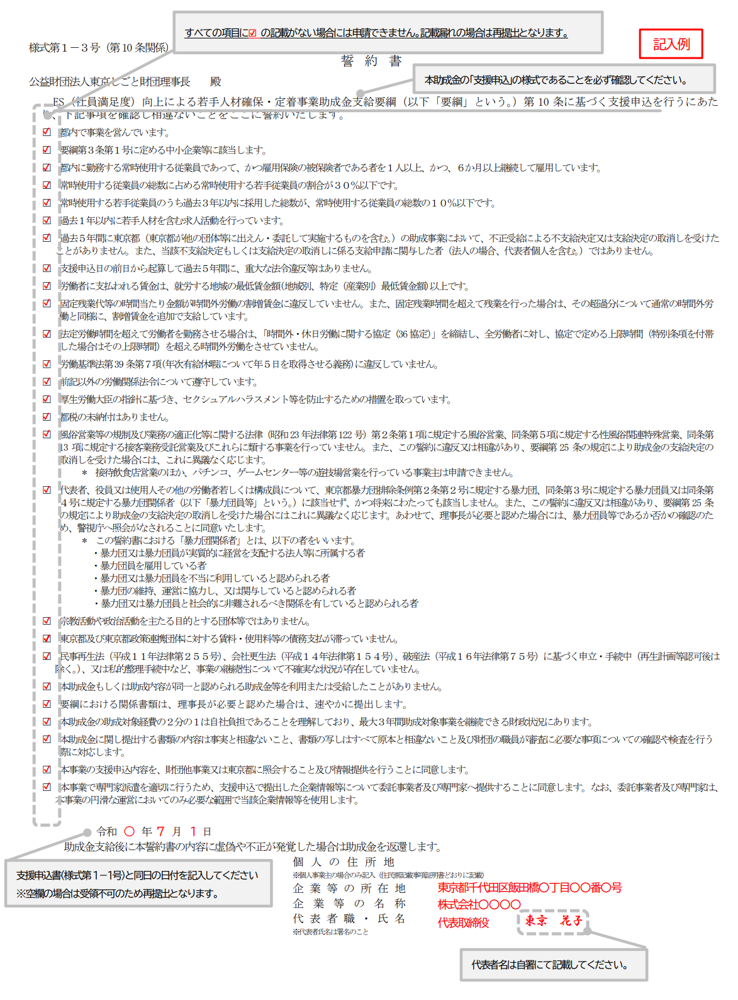 すべての項目に☑ の記載がない場合には申請できません。記載漏れの場合は再提出となります。
記入例
様式第１－３号（第 10 条関係）
誓　約　書
本助成金の「支援申込」の様式であることを必ず確認してください。
公益財団法人東京しごと財団理事長　　殿
ES（社員満足度）向上による若手人材確保・定着事業助成金支給要綱（以下「要綱」という。）第 10 条に基づく支援申込を行うにあた
り、下記事項を確認し相違ないことをここに誓約いたします。
☑ 都内で事業を営んでいます。
☑ 要綱第３条第１号に定める中小企業等に該当します。
☑ 都内に勤務する常時使用する従業員であって、かつ雇用保険の被保険者である者を１人以上、かつ、６か月以上継続して雇用しています。
☑ 常時使用する従業員の総数に占める常時使用する若手従業員の割合が３０％以下です。
☑ 常時使用する若手従業員のうち過去３年以内に採用した総数が、常時使用する従業員の総数の１０％以下です。
☑ 過去１年以内に若手人材を含む求人活動を行っています。
☑ 過去５年間に東京都（東京都が他の団体等に出えん・委託して実施するものを含む。）の助成事業において、不正受給による不支給決定又は支給決定の取消しを受けた
ことがありません。また、当該不支給決定もしくは支給決定の取消しに係る支給申請に関与した者（法人の場合、代表者個人を含む。）ではありません。
☑ 支援申込日の前日から起算して過去５年間に、重大な法令違反等はありません。
☑ 労働者に支払われる賃金は、就労する地域の最低賃金額(地域別、特定（産業別）最低賃金額)以上です。
☑ 固定残業代等の時間当たり金額が時間外労働の割増賃金に違反していません。また、固定残業時間を超えて残業を行った場合は、その超過分について通常の時間外労
働と同様に、割増賃金を追加で支給しています。
☑ 法定労働時間を超えて労働者を勤務させる場合は、「時間外・休日労働に関する協定（36 協定）」を締結し、全労働者に対し、協定で定める上限時間（特別条項を付帯
した場合はその上限時間）を超える時間外労働をさせていません。
☑ 労働基準法第 39 条第７項(年次有給休暇について年５日を取得させる義務)に違反していません。
☑ 前記以外の労働関係法令について遵守しています。
☑ 厚生労働大臣の指針に基づき、セクシュアルハラスメント等を防止するための措置を取っています。
☑ 都税の未納付はありません。
☑ 風俗営業等の規制及び業務の適正化等に関する法律（昭和 23 年法律第 122 号）第２条第１項に規定する風俗営業、同条第５項に規定する性風俗関連特殊営業、同条第
13 項に規定する接客業務受託営業及びこれらに類する事業を行っていません。また、この誓約に違反又は相違があり、要綱第 25 条の規定により助成金の支給決定の
取消しを受けた場合には、これに異議なく応じます。
＊　接待飲食店営業のほか、パチンコ、ゲームセンター等の遊技場営業を行っている事業主は申請できません。
☑ 代表者、役員又は使用人その他の労働者若しくは構成員について、東京都暴力団排除条例第２条第２号に規定する暴力団、同条第３号に規定する暴力団員又は同条第
４号に規定する暴力団関係者（以下「暴力団員等」という。）に該当せず、かつ将来にわたっても該当しません。また、この誓約に違反又は相違があり、要綱第 25 条
の規定により助成金の支給決定の取消しを受けた場合にはこれに異議なく応じます。あわせて、理事長が必要と認めた場合には、暴力団員等であるか否かの確認のた
め、警視庁へ照会がなされることに同意いたします。
＊　この誓約書における「暴力団関係者」とは、以下の者をいいます。
・暴力団又は暴力団員が実質的に経営を支配する法人等に所属する者
・暴力団員を雇用している者
・暴力団又は暴力団員を不当に利用していると認められる者
・暴力団の維持、運営に協力し、又は関与していると認められる者
・暴力団又は暴力団員と社会的に非難されるべき関係を有していると認められる者
☑ 宗教活動や政治活動を主たる目的とする団体等ではありません。
☑ 東京都及び東京都政策連携団体に対する賃料・使用料等の債務支払が滞っていません。
☑ 民事再生法（平成１１年法律第２５５号）、会社更生法（平成１４年法律第１５４号）、破産法（平成１６年法律第７５号）に基づく申立・手続中（再生計画等認可後は
除く。）、又は私的整理手続中など、事業の継続性について不確実な状況が存在していません。
☑ 本助成金もしくは助成内容が同一と認められる助成金等を利用または受給したことがありません。
☑ 要綱における関係書類は、理事長が必要と認めた場合は、速やかに提出します。
☑ 本助成金の助成対象経費の２分の１は自社負担であることを理解しており、最大３年間助成対象事業を継続できる財政状況にあります。
☑ 本助成金に関し提出する書類の内容は事実と相違ないこと、書類の写しはすべて原本と相違ないこと及び財団の職員が審査に必要な事項についての確認や検査を行う
際に対応します。
☑ 本事業の支援申込内容を、財団他事業又は東京都に照会すること及び情報提供を行うことに同意します。
☑ 本事業で専門家派遣を適切に行うため、支援申込で提出した企業情報等について委託事業者及び専門家へ提供することに同意します。なお、委託事業者及び専門家は、
本事業の円滑な運営においてのみ必要な範囲で当該企業情報等を使用します。
令和　〇　年 7　月　1　日
助成金支給後に本誓約書の内容に虚偽や不正が発覚した場合は助成金を返還します。
支援申込書(様式第１－１号)と同日の日付を記入してください
※空欄の場合は受領不可のため再提出となります。
個人の住所地
※個人事業主の場合のみ記入（住民票記載事項証明書どおりに記載）
企業等の所在地　東京都千代田区飯田橋〇丁目〇〇番〇号
企業等の名称　株式会社〇〇〇〇
代表者職・氏名　代表取締役　東京　花子
※代表者氏名は署名のこと
代表者名は自署にて記載してください。